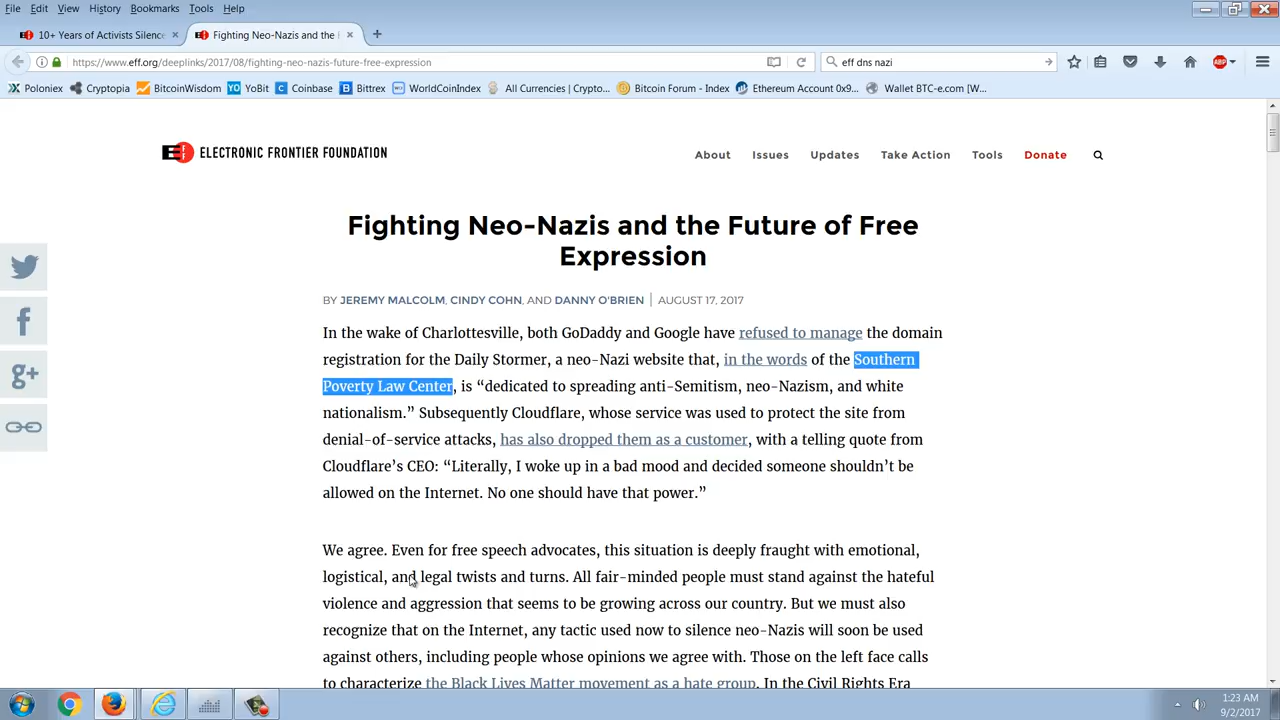 File Edit View History Bookmarks Tools Help
10+ Years of Activists Silence
Fighting Neo-Nazis and the
https://www.eff.org/deeplinks/2017/08/fighting-neo-nazis-future-free-expression
eff dns nazi
ABP
Poloniex Cryptopia BitcoinWisdom YoBit Coinbase Bittrex WorldCoinIndex All Currencies (Crypto... Bitcoin Forum - Index Ethereum Account 0x9... Wallet BTC-e.com [W...
ELECTRONIC FRONTIER FOUNDATION
About Issues Updates Take Action Tools Donate
Fighting Neo-Nazis and the Future of Free
Expression
BY JEREMY MALCOLM, CINDY COHN, AND DANNY O'BRIEN | AUGUST 17, 2017
In the wake of Charlottesville, both GoDaddy and Google have refused to manage the domain
registration for the Daily Stormer, a neo-Nazi website that, in the words of the Southern
Poverty Law Center, is “dedicated to spreading anti-Semitism, neo-Nazism, and white
nationalism.” Subsequently Cloudflare, whose service was used to protect the site from
denial-of-service attacks, has also dropped them as a customer, with a telling quote from
Cloudflare’s CEO: “Literally, I woke up in a bad mood and decided someone shouldn’t be
allowed on the Internet. No one should have that power.”
We agree. Even for free speech advocates, this situation is deeply fraught with emotional,
logistical, and legal twists and turns. All fair-minded people must stand against the hateful
violence and aggression that seems to be growing across our country. But we must also
recognize that on the Internet, any tactic used now to silence neo-Nazis will soon be used
against others, including people whose opinions we agree with. Those on the left face calls
to characterize the Black Lives Matter movement as a hate group. In the Civil Rights Era
1:23 AM
9/2/2017